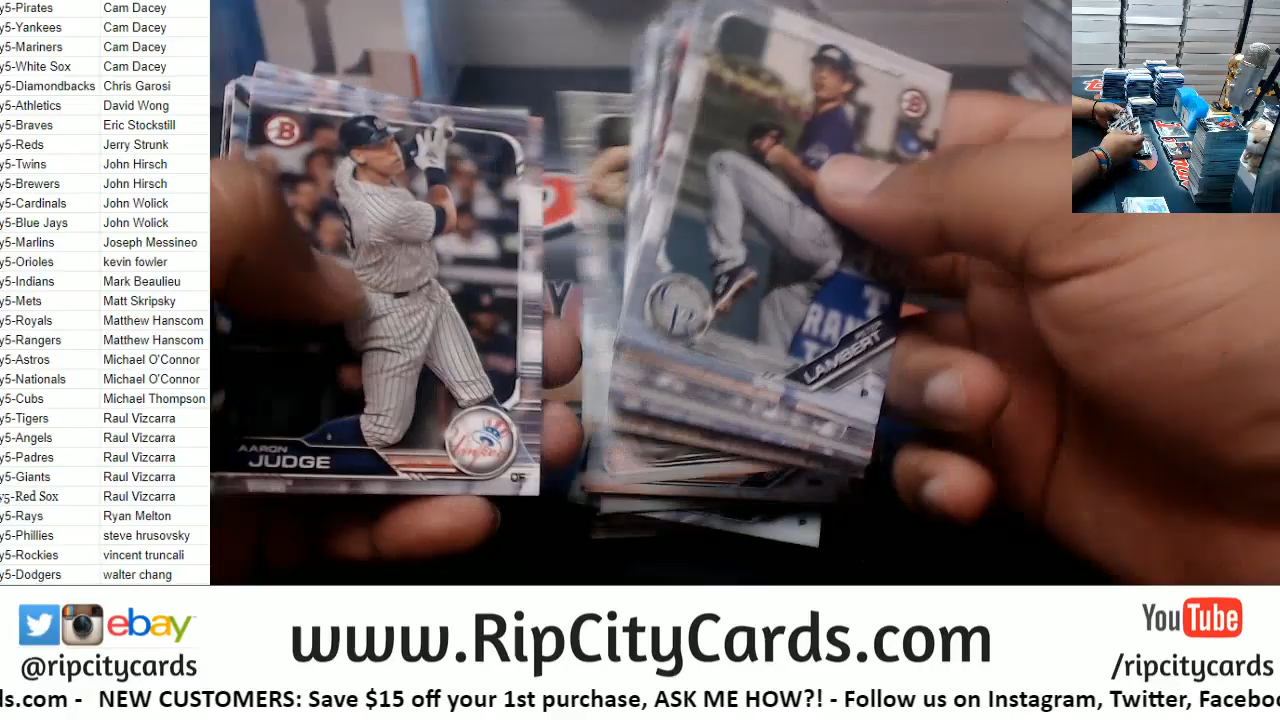 y5-Pirates Cam Dacey
y5-Yankees Cam Dacey
y5-Mariners Cam Dacey
y5-White Sox Cam Dacey
y5-Diamondbacks Chris Garosi
y5-Athletics David Wong
y5-Braves Eric Stockstill
y5-Reds Jerry Strunk
y5-Twins John Hirsch
y5-Brewers John Hirsch
y5-Cardinals John Wolick
y5-Blue Jays John Wolick
y5-Marlins Joseph Messineo
y5-Orioles kevin fowler
y5-Indians Mark Beaulieu
y5-Mets Matt Skripsky
y5-Royals Matthew Hanscom
y5-Rangers Matthew Hanscom
y5-Astros Michael O'Connor
y5-Nationals Michael O'Connor
y5-Cubs Michael Thompson
y5-Tigers Raul Vizcarra
y5-Angels Raul Vizcarra
y5-Padres Raul Vizcarra
y5-Giants Raul Vizcarra
y5-Red Sox Raul Vizcarra
y5-Rays Ryan Melton
y5-Phillies steve hrusovsky
y5-Rockies vincent truncali
y5-Dodgers walter chang
B
AARON
JUDGE
Yankees
OF
B
LAMBERT
P
ebay
@ripcitycards
www.RipCityCards.com
YouTube
/ripcitycards
ds.com - NEW CUSTOMERS: Save $15 off your 1st purchase, ASK ME HOW?! - Follow us on Instagram, Twitter, Facebo